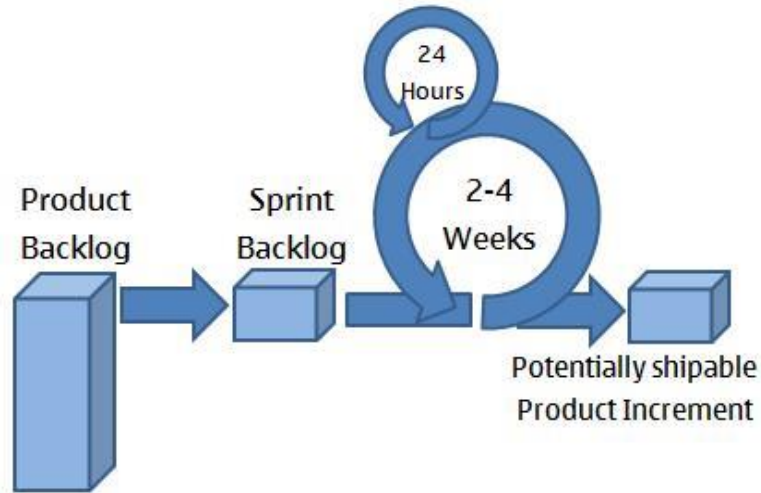 24
Hours
2-4
Weeks
Product
Backlog
Sprint
Backlog
Potentially shipable
Product Increment